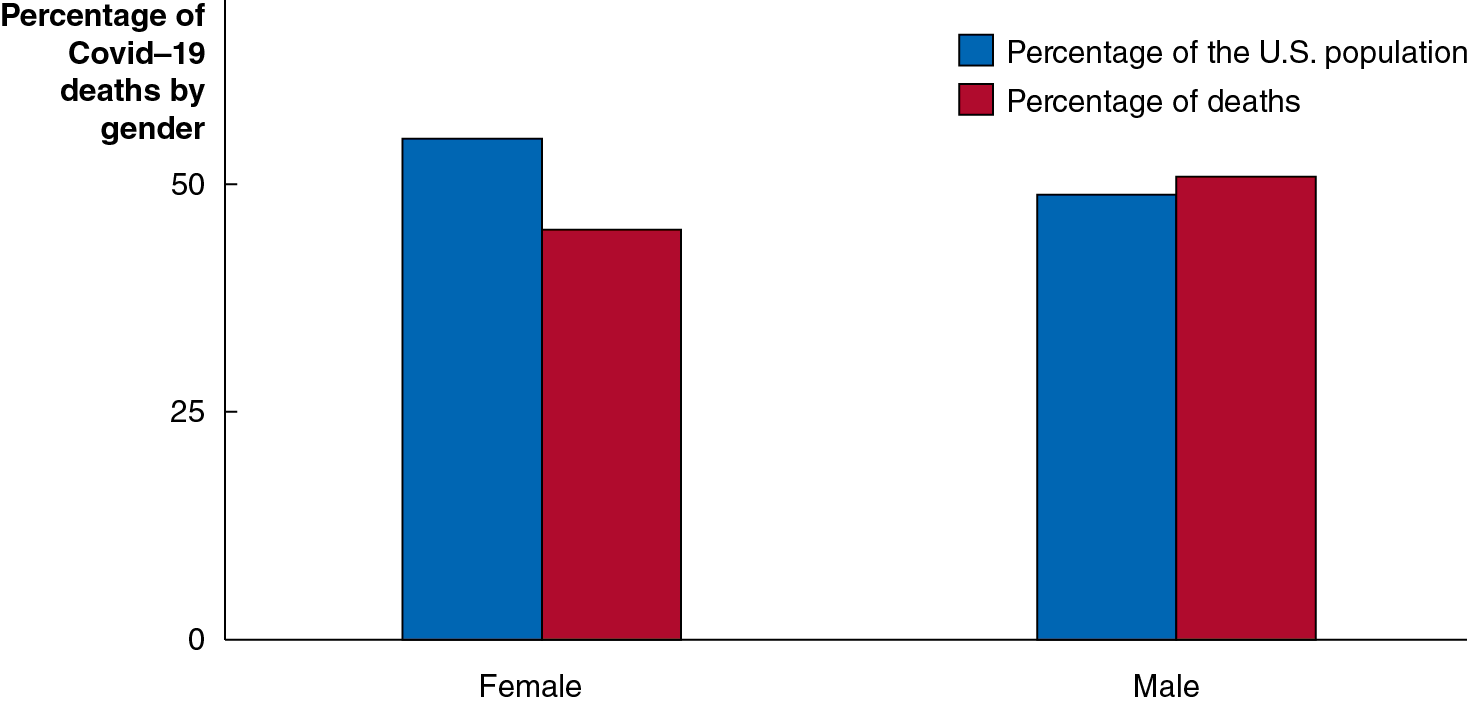 Percentage of
Covid–19
deaths by
gender
Percentage of the U.S. population
Percentage of deaths
50
25
0
Female
Male